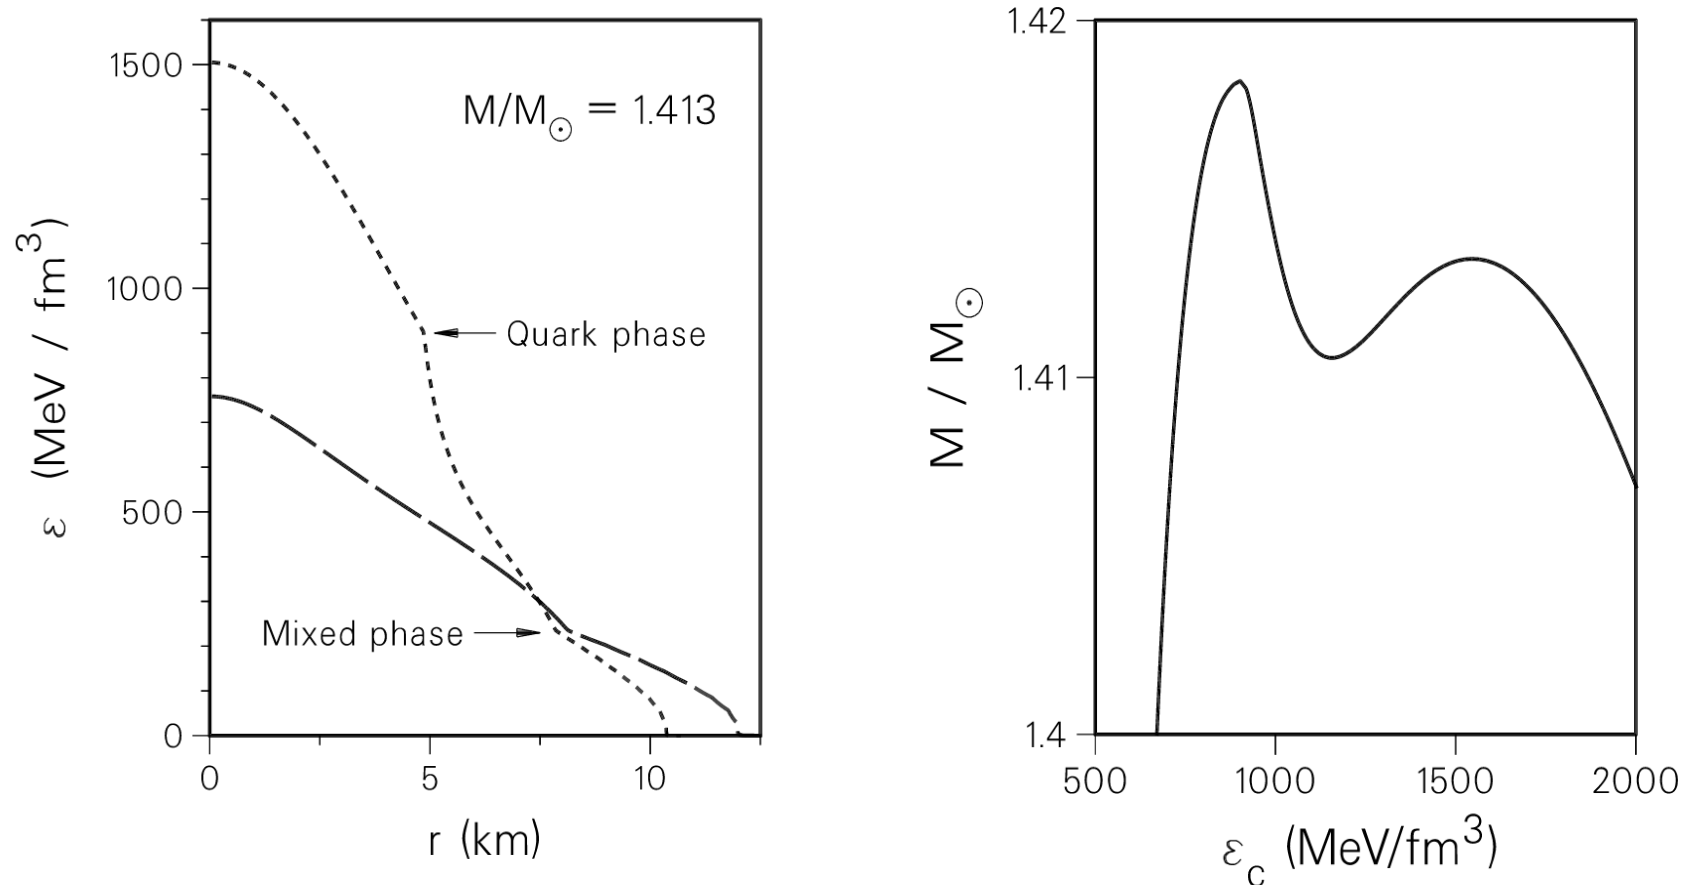 M/M☉ = 1.413
1500
1000
500
0
ε (MeV / fm³)
Quark phase
Mixed phase
0 5 10
r (km)
1.42
1.41
1.4
M / M☉
500 1000 1500 2000
ε_c (MeV/fm³)